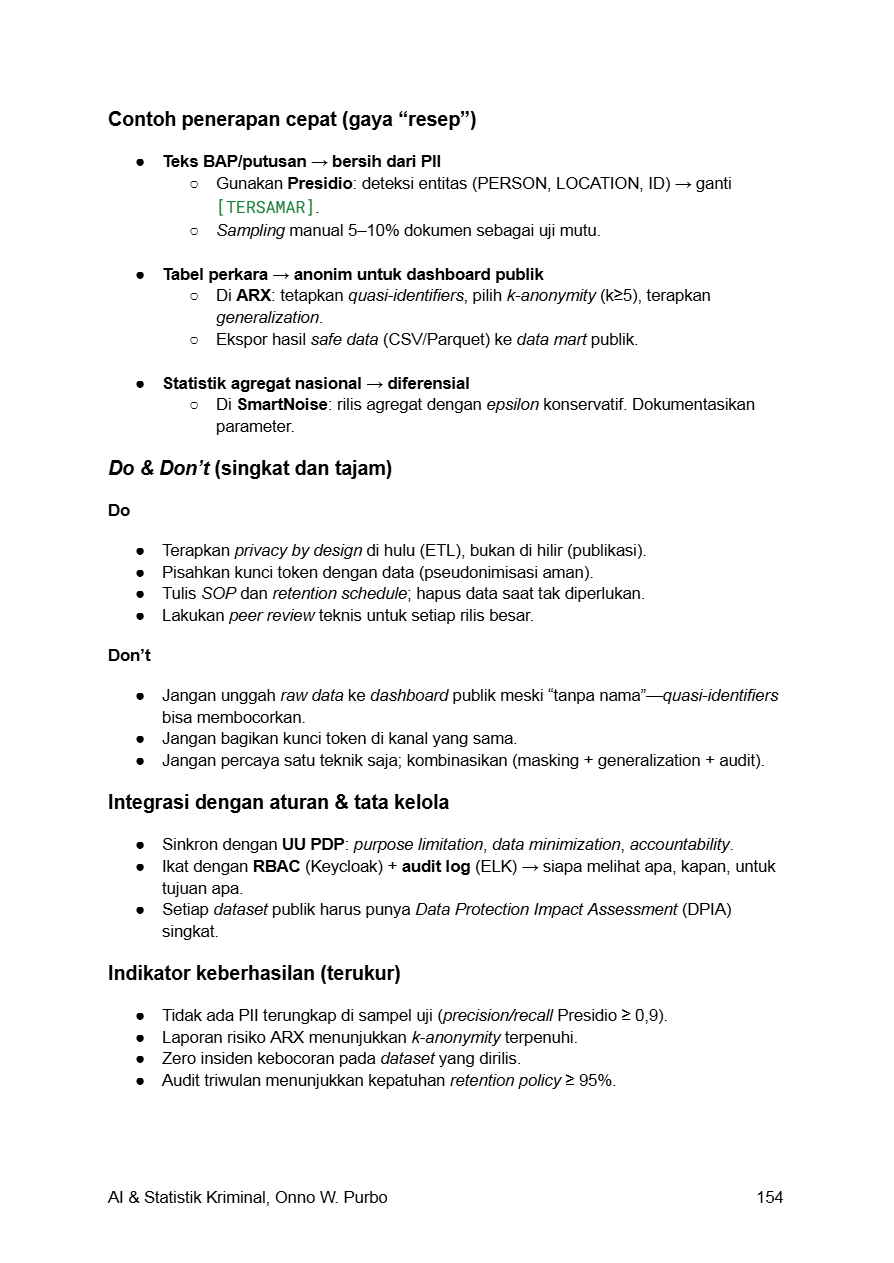 Contoh penerapan cepat (gaya “resep”)
● Teks BAP/putusan → bersih dari PII
○ Gunakan Presidio: deteksi entitas (PERSON, LOCATION, ID) → ganti
[TERSAMAR].
○ Sampling manual 5–10% dokumen sebagai uji mutu.
● Tabel perkara → anonim untuk dashboard publik
○ Di ARX: tetapkan quasi-identifiers, pilih k-anonymity (k≥5), terapkan
generalization.
○ Ekspor hasil safe data (CSV/Parquet) ke data mart publik.
● Statistik agregat nasional → diferensial
○ Di SmartNoise: rilis agregat dengan epsilon konservatif. Dokumentasikan
parameter.
Do & Don’t (singkat dan tajam)
Do
● Terapkan privacy by design di hulu (ETL), bukan di hilir (publikasi).
● Pisahkan kunci token dengan data (pseudonimisasi aman).
● Tulis SOP dan retention schedule; hapus data saat tak diperlukan.
● Lakukan peer review teknis untuk setiap rilis besar.
Don’t
● Jangan unggah raw data ke dashboard publik meski “tanpa nama”—quasi-identifiers
bisa membocorkan.
● Jangan bagikan kunci token di kanal yang sama.
● Jangan percaya satu teknik saja; kombinasikan (masking + generalization + audit).
Integrasi dengan aturan & tata kelola
● Sinkron dengan UU PDP: purpose limitation, data minimization, accountability.
● Ikat dengan RBAC (Keycloak) + audit log (ELK) → siapa melihat apa, kapan, untuk
tujuan apa.
● Setiap dataset publik harus punya Data Protection Impact Assessment (DPIA)
singkat.
Indikator keberhasilan (terukur)
● Tidak ada PII terungkap di sampel uji (precision/recall Presidio ≥ 0,9).
● Laporan risiko ARX menunjukkan k-anonymity terpenuhi.
● Zero insiden kebocoran pada dataset yang dirilis.
● Audit triwulan menunjukkan kepatuhan retention policy ≥ 95%.
AI & Statistik Kriminal, Onno W. Purbo 154